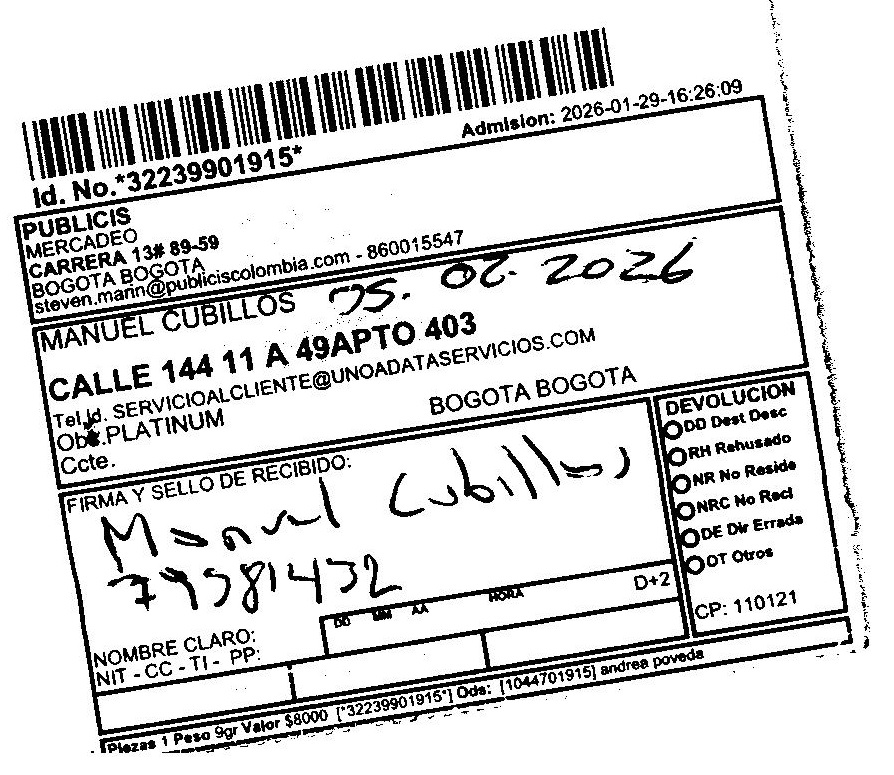 Admision: 2026-01-29-16:26:09
Id. No.*32239901915*
PUBLICIS
MERCADEO
CARRERA 13# 89-59
BOGOTA BOGOTA
steven.marin@publiciscolombia.com - 860015547
MANUEL CUBILLOS 05. 02. 2026
CALLE 144 11 A 49APTO 403
Tel.Id. SERVICIOALCLIENTE@UNOADATASERVICIOS.COM
Obs.PLATINUM
BOGOTA BOGOTA
Ccte.
FIRMA Y SELLO DE RECIBIDO:
Manuel Cubillos
79381432
DD MM AA HORA D+2
NOMBRE CLARO:
NIT - CC - TI - PP:
DEVOLUCION
DD Dest Desc
RH Rehusado
NR No Reside
NRC No Recl
DE Dir Errada
OT Otros
CP: 110121
Piezas 1 Peso 9gr Valor $8000 [*32239901915*] Ods: [1044701915] andrea poveda